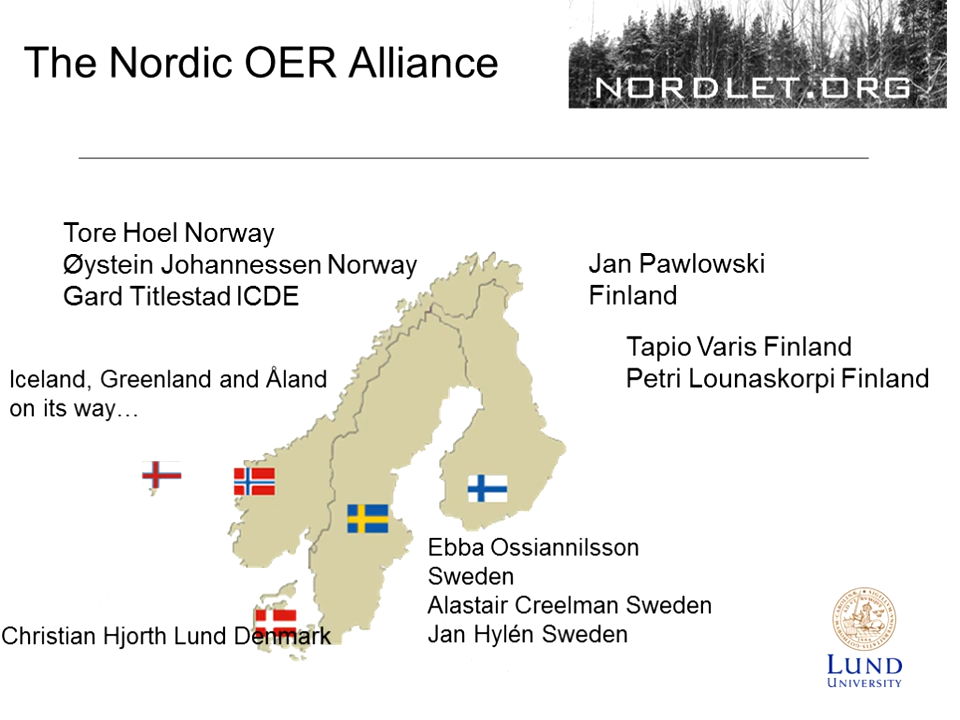 The Nordic OER Alliance
NORDLET.ORG
Tore Hoel Norway
Øystein Johannessen Norway
Gard Titlestad ICDE
Jan Pawlowski
Finland
Tapio Varis Finland
Petri Lounaskorpi Finland
Iceland, Greenland and Åland
on its way…
Ebba Ossiannilsson
Sweden
Alastair Creelman Sweden
Jan Hylén Sweden
Christian Hjorth Lund Denmark
LUND
UNIVERSITY